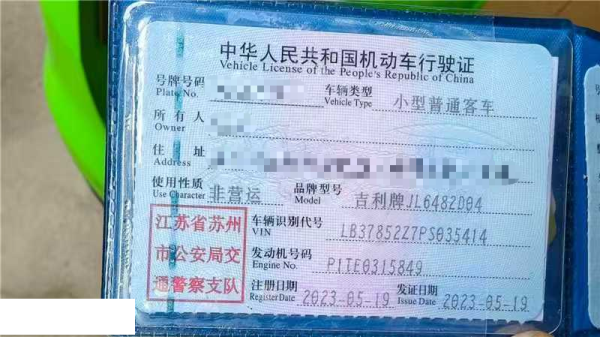 中华人民共和国机动车行驶证
Vehicle License of the People's Republic of China
号牌号码 车辆类型 小型普通客车
Plate No. Vehicle Type
所有人
Owner
住址
Address
使用性质 非营运 品牌型号 吉利牌JL6482D04
Use Character Model
江苏省苏州
市公安局交
通警察支队
车辆识别代号 LB37852Z7PS035414
VIN
发动机号码 P1TE0315849
Engine No.
注册日期 2023-05-19 发证日期 2023-05-19
Register Date Issue Date